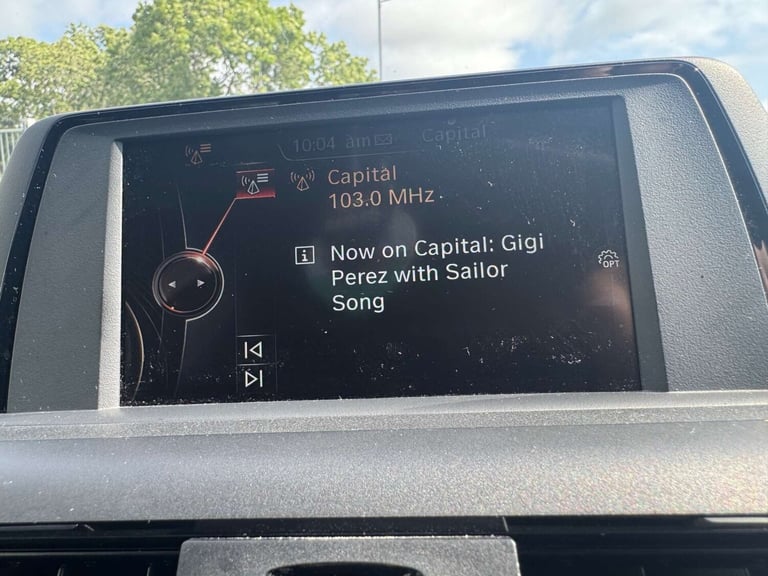 10:04 am Capital
Capital
103.0 MHz
Now on Capital: Gigi
Perez with Sailor
Song
OPT